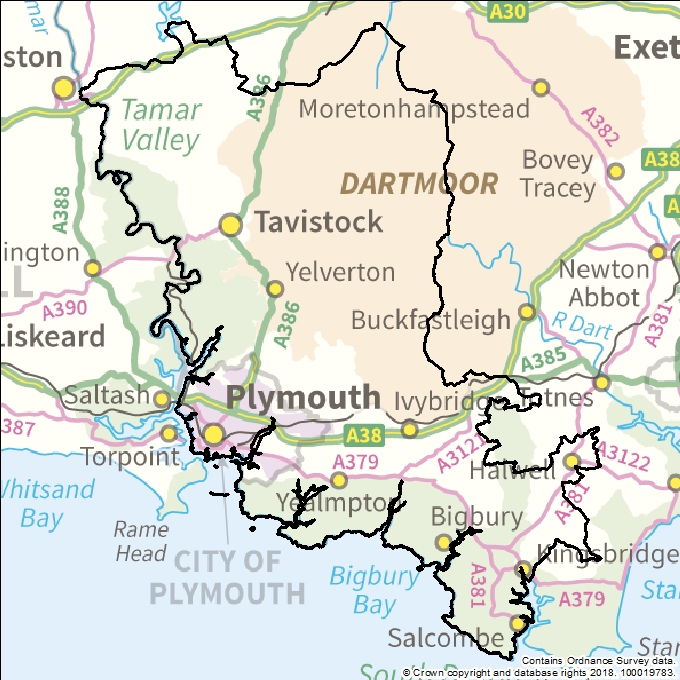 A30
ston
mar
Exet
A386
Tamar
Valley
Moretonhampstead
A382
Bovey
Tracey
A38
A
DARTMOOR
A388
Tavistock
ington
LL
Yelverton
Newton
Abbot
A390
A386
Buckfastleigh
R Dart
A381
Liskeard
A385
Saltash
Plymouth
Ivybridge
Totnes
387
A38
Torpoint
A379
A3121
Halwell
A3122
Whitsand
Bay
Yealmpton
A381
Rame
Head
Bigbury
CITY OF
PLYMOUTH
Kingsbridge
Bigbury
Bay
A381
A379
Sta
Salcombe
Star
South D
Contains Ordnance Survey data.
© Crown copyright and database rights 2018. 100019783.